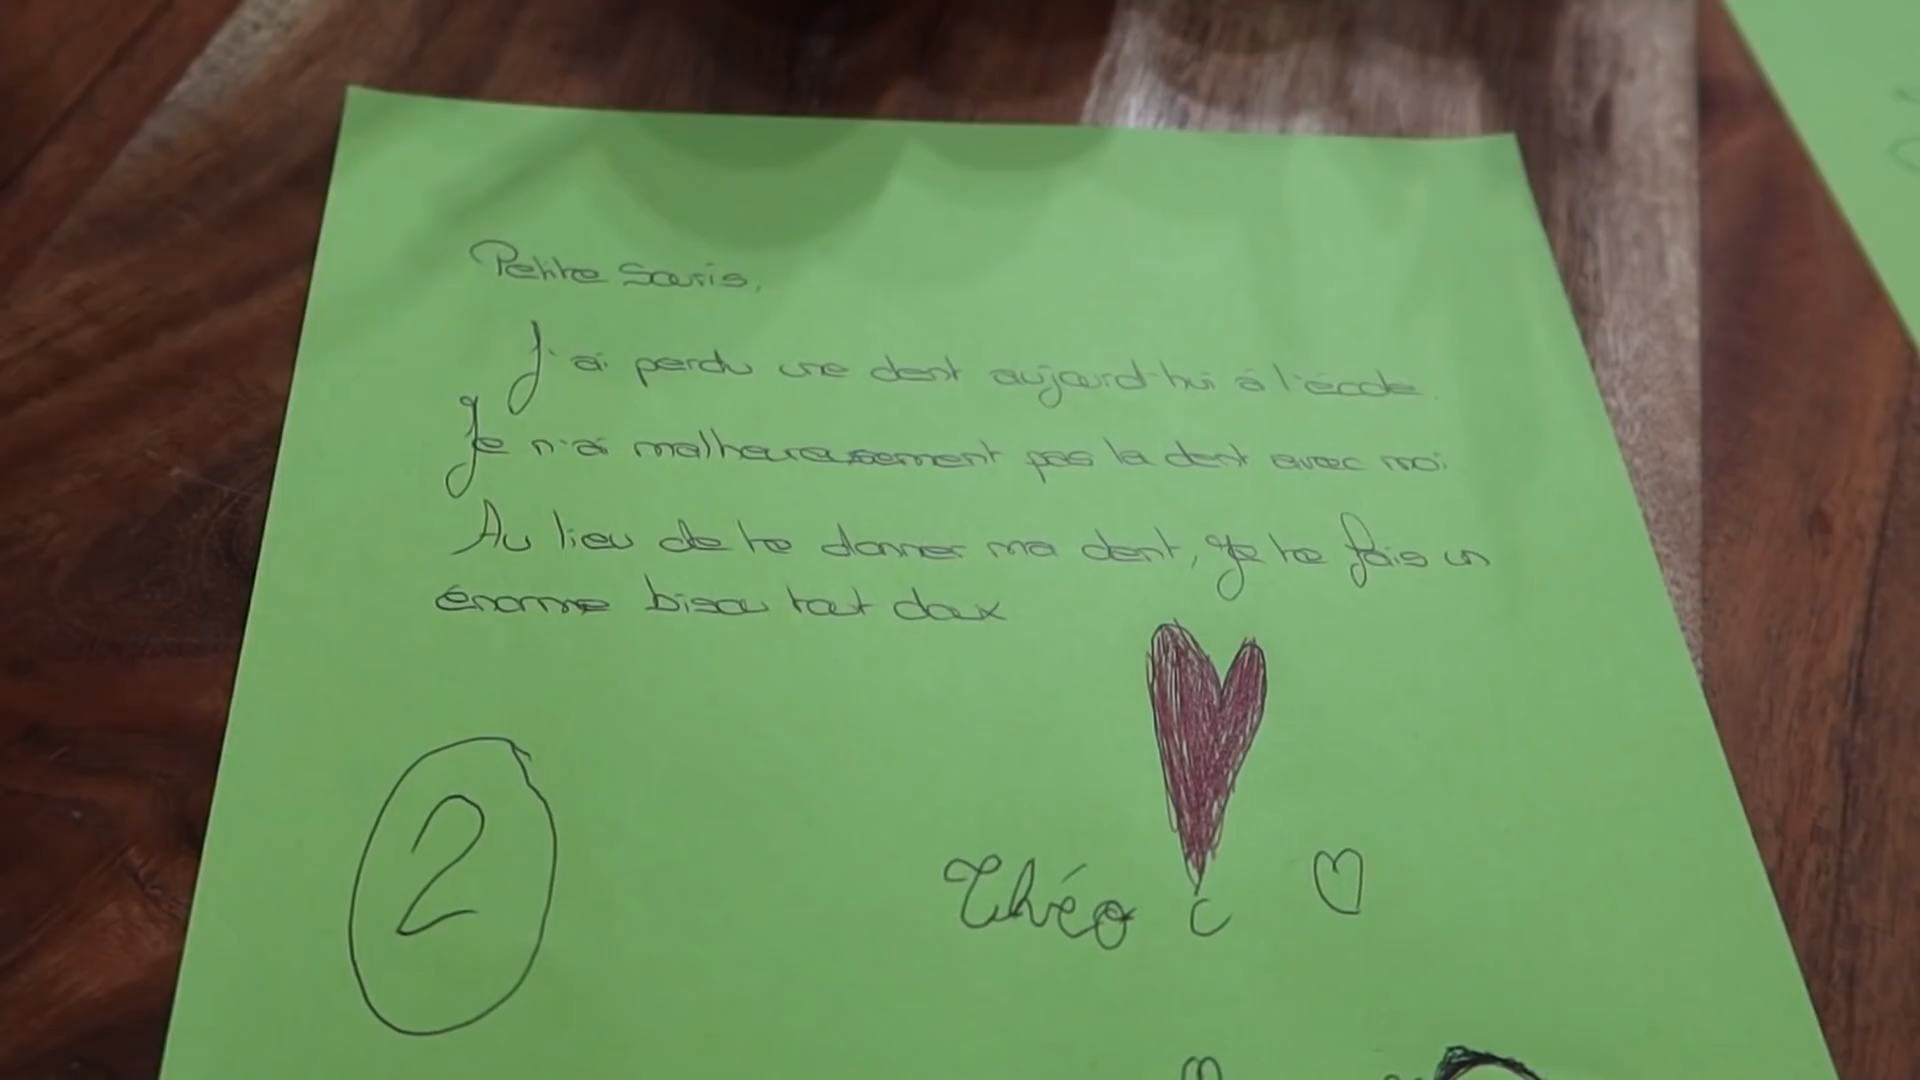 Petite Souris,
J'ai perdu une dent aujourd'hui à l'école.
Je n'ai malheureusement pas la dent avec moi
Au lieu de te donner ma dent, je te fais un
énorme bisou tout doux
2
Théo C